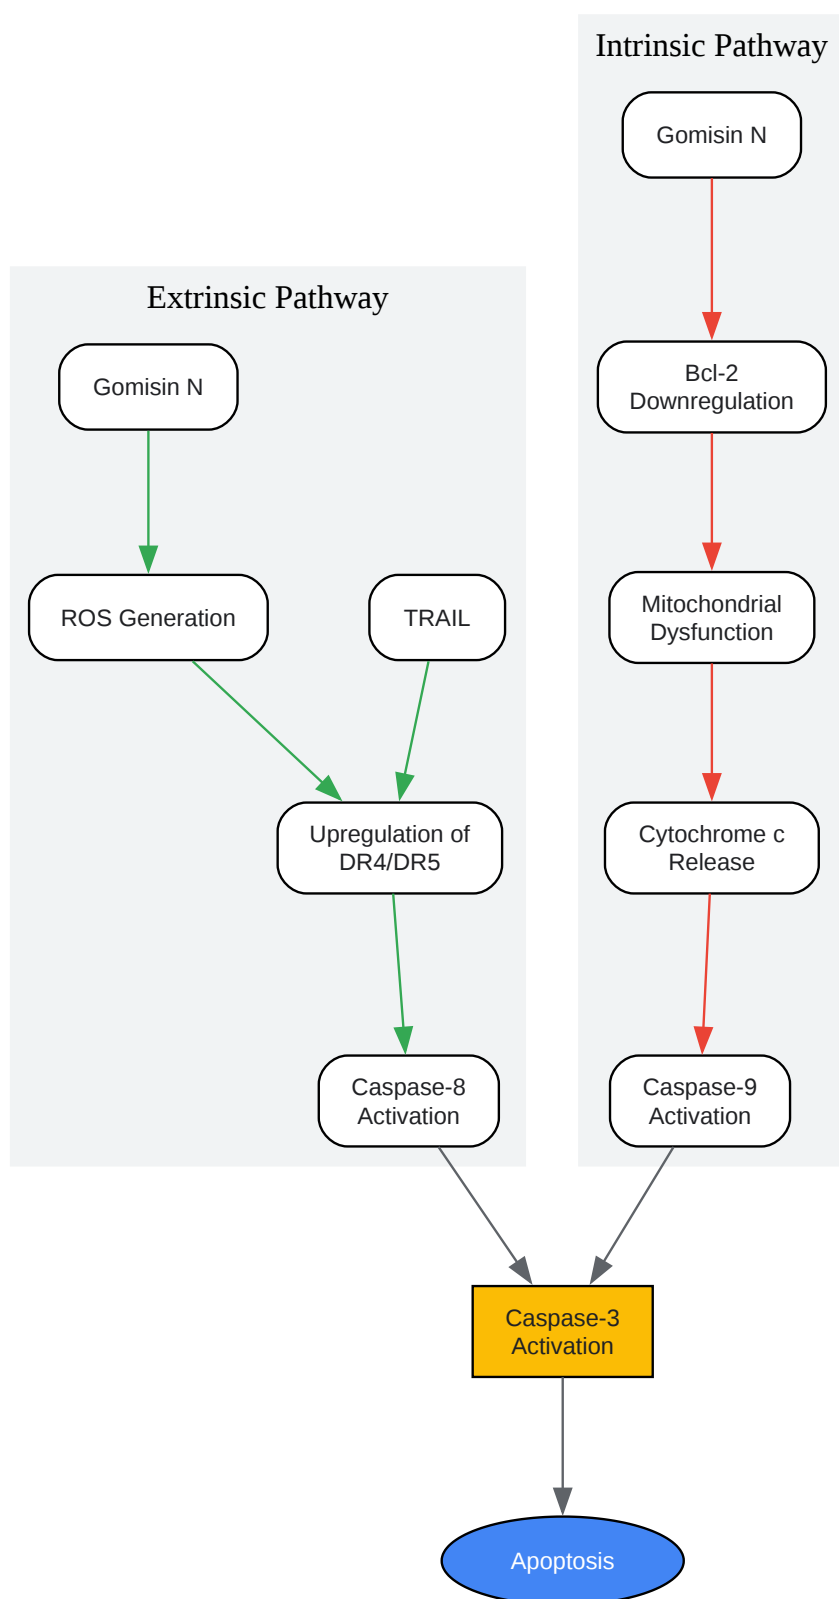 Intrinsic Pathway
Gomisin N
Bcl-2
Downregulation
Mitochondrial
Dysfunction
Cytochrome c
Release
Caspase-9
Activation
Extrinsic Pathway
Gomisin N
ROS Generation
TRAIL
Upregulation of
DR4/DR5
Caspase-8
Activation
Caspase-3
Activation
Apoptosis